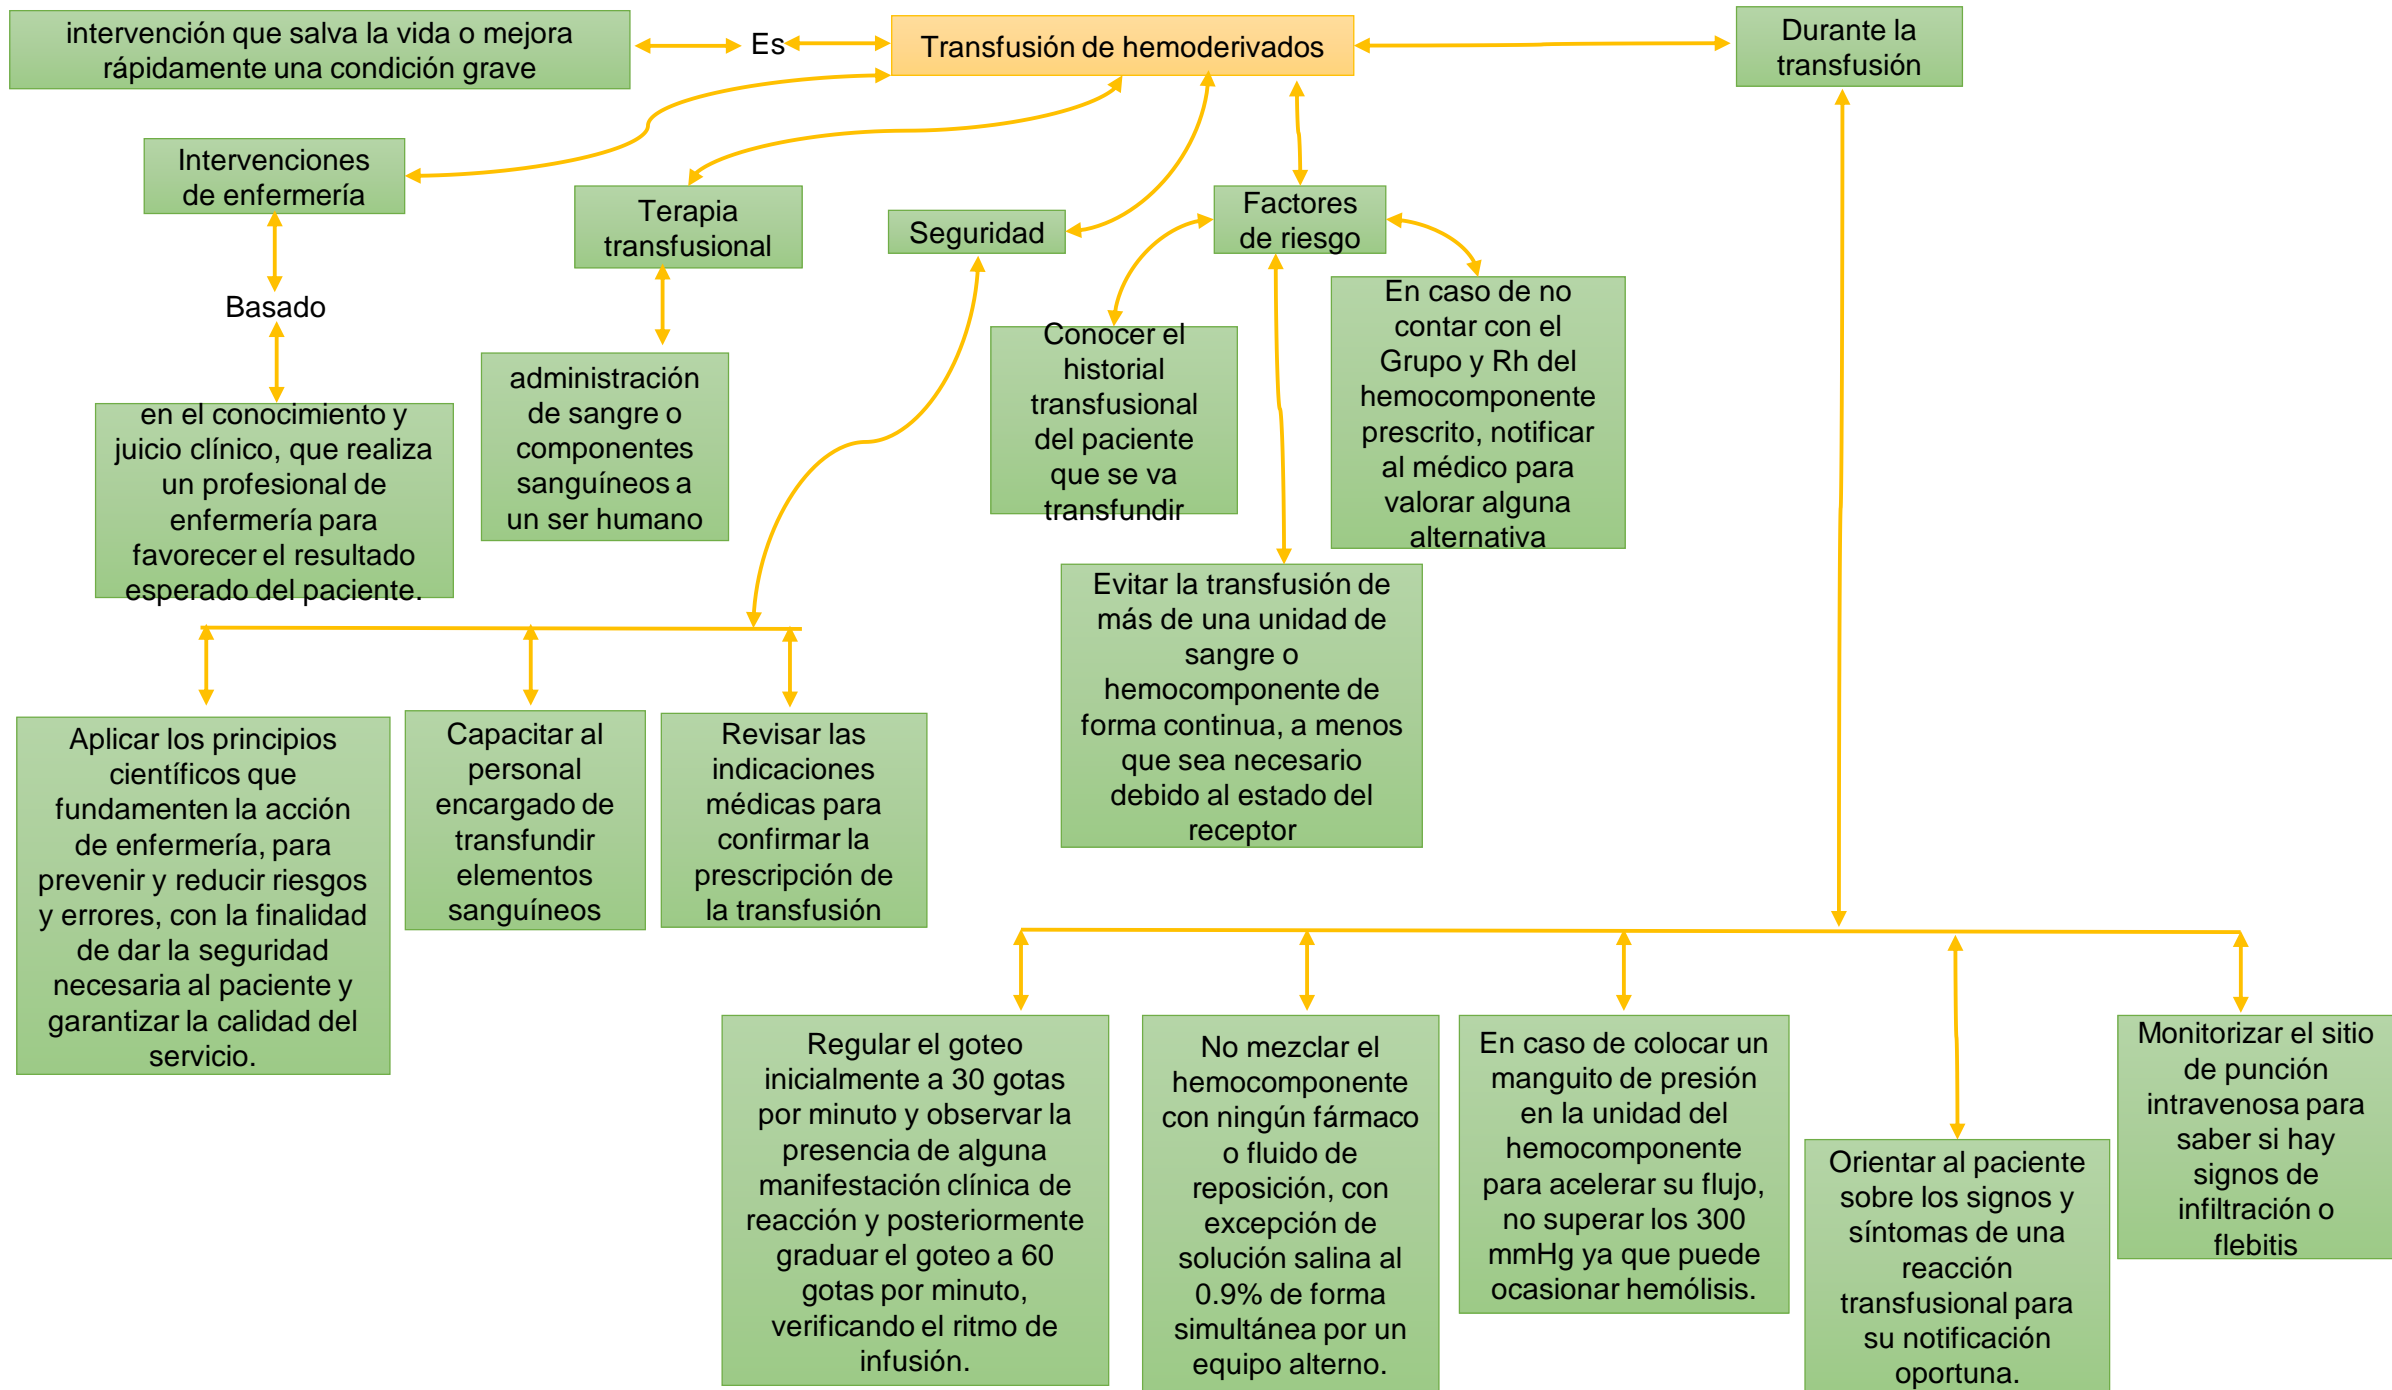 intervención que salva la vida o mejora
rápidamente una condición grave
Es
Transfusión de hemoderivados
Durante la
transfusión
Intervenciones
de enfermería
Terapia
transfusional
Seguridad
Factores
de riesgo
Basado
en el conocimiento y
juicio clínico, que realiza
un profesional de
enfermería para
favorecer el resultado
esperado del paciente.
administración
de sangre o
componentes
sanguíneos a
un ser humano
Conocer el
historial
transfusional
del paciente
que se va
transfundir
En caso de no
contar con el
Grupo y Rh del
hemocomponente
prescrito, notificar
al médico para
valorar alguna
alternativa
Evitar la transfusión de
más de una unidad de
sangre o
hemocomponente de
forma continua, a menos
que sea necesario
debido al estado del
receptor
Aplicar los principios
científicos que
fundamenten la acción
de enfermería, para
prevenir y reducir riesgos
y errores, con la finalidad
de dar la seguridad
necesaria al paciente y
garantizar la calidad del
servicio.
Capacitar al
personal
encargado de
transfundir
elementos
sanguíneos
Revisar las
indicaciones
médicas para
confirmar la
prescripción de
la transfusión
Regular el goteo
inicialmente a 30 gotas
por minuto y observar la
presencia de alguna
manifestación clínica de
reacción y posteriormente
graduar el goteo a 60
gotas por minuto,
verificando el ritmo de
infusión.
No mezclar el
hemocomponente
con ningún fármaco
o fluido de
reposición, con
excepción de
solución salina al
0.9% de forma
simultánea por un
equipo alterno.
En caso de colocar un
manguito de presión
en la unidad del
hemocomponente
para acelerar su flujo,
no superar los 300
mmHg ya que puede
ocasionar hemólisis.
Orientar al paciente
sobre los signos y
síntomas de una
reacción
transfusional para
su notificación
oportuna.
Monitorizar el sitio
de punción
intravenosa para
saber si hay
signos de
infiltración o
flebitis